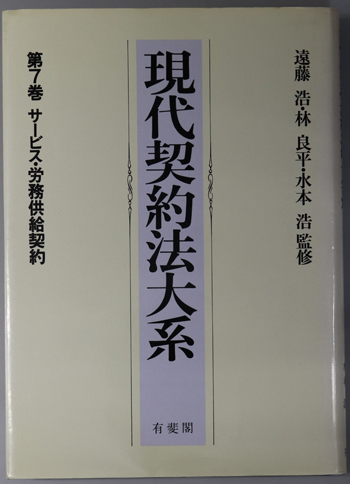 遠藤 浩・林 良平・水本 浩 監修
現代契約法大系
第7巻 サービス・労務供給契約
有斐閣